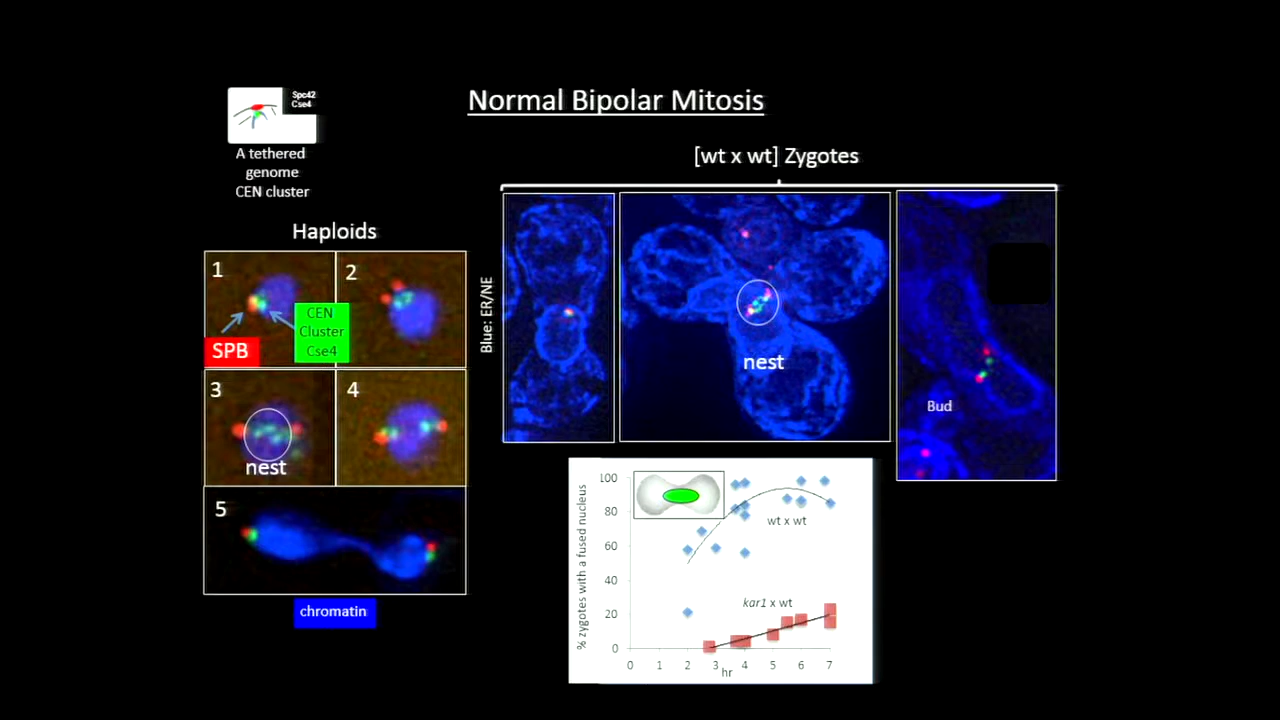 Normal Bipolar Mitosis
Spc42
Cse4
A tethered
genome
CEN cluster
Haploids
1
2
SPB
CEN
Cluster
Cse4
3
nest
4
5
chromatin
[wt x wt] Zygotes
Blue: ER/NE
nest
Bud
% zygotes with a fused nucleus
100
80
60
40
20
0
wt x wt
kar1 x wt
0 1 2 3 4 5 6 7
hr